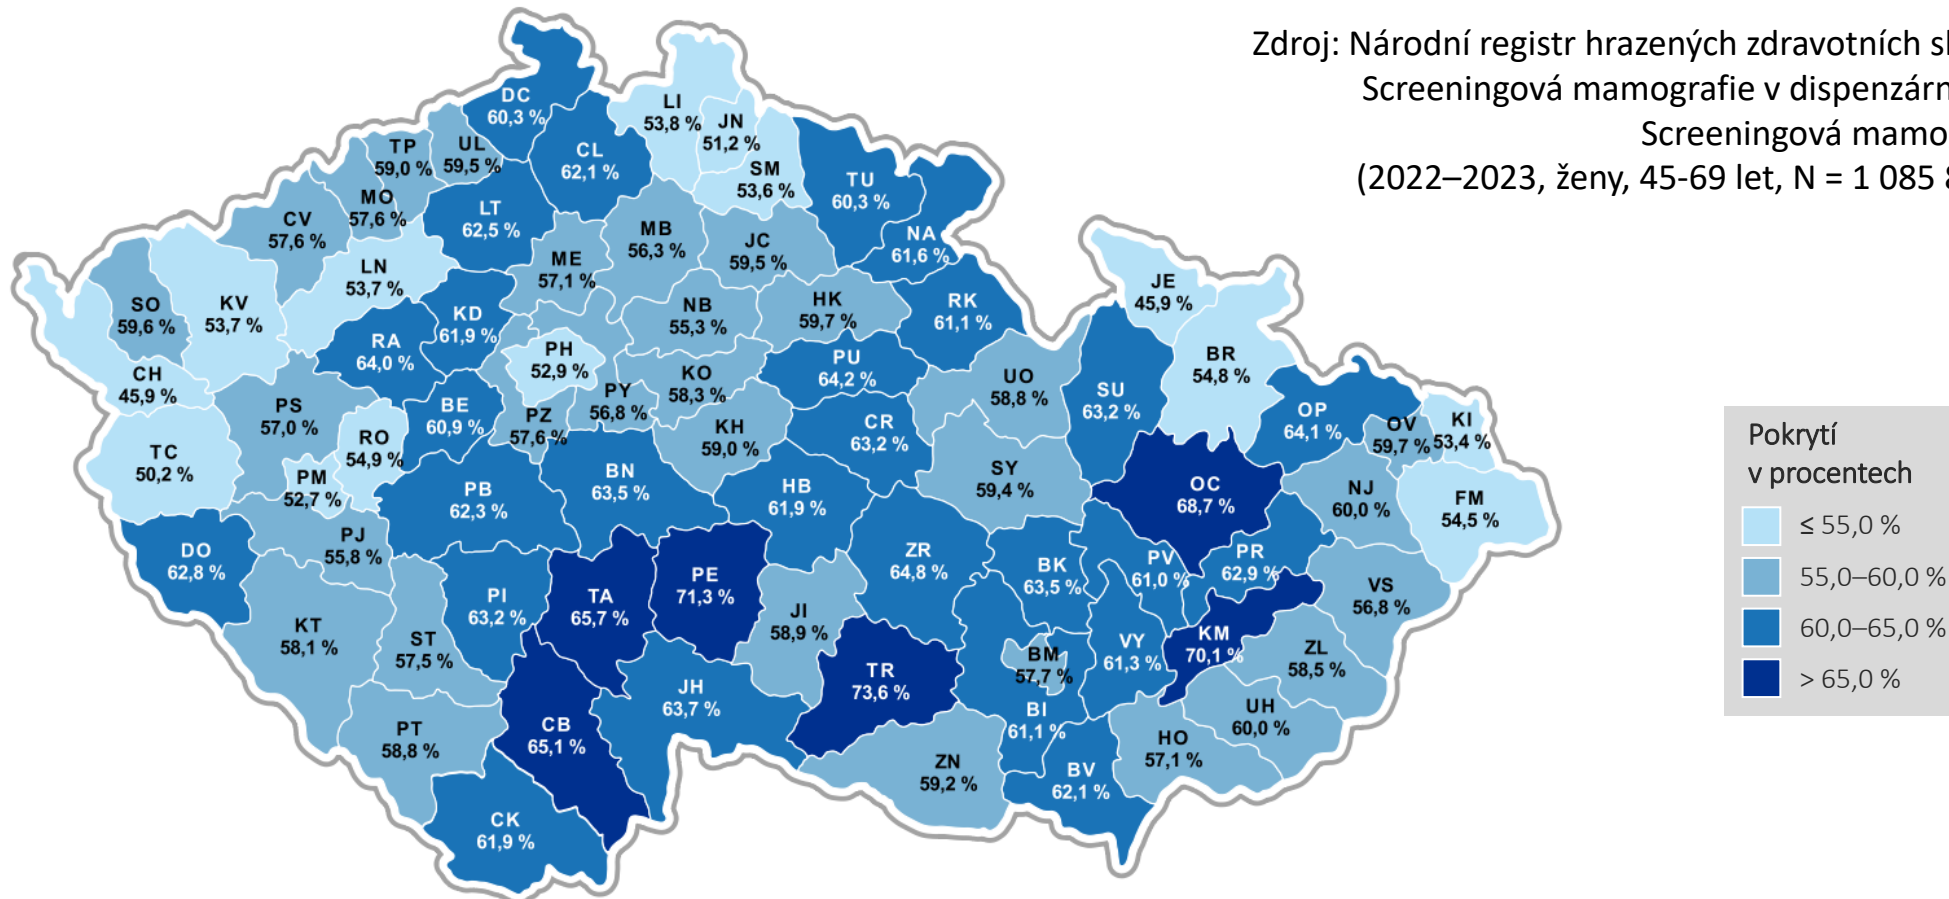 Zdroj: Národní registr hrazených zdravotních
Screeningová mamografie v
Screeningová
(2022–2023, ženy, 45-69 let, N = 1 085
DC
60,3 %
LI
53,8 %
JN
51,2 %
TP
59,0 %
UL
59,5 %
CL
62,1 %
SM
53,6 %
TU
60,3 %
MO
57,6 %
CV
57,6 %
LT
62,5 %
MB
56,3 %
JC
59,5 %
NA
61,6 %
ME
57,1 %
LN
53,7 %
JE
45,9 %
SO
59,6 %
KV
53,7 %
KD
61,9 %
NB
55,3 %
HK
59,7 %
RK
61,1 %
RA
64,0 %
PH
52,9 %
PU
64,2 %
BR
54,8 %
CH
45,9 %
KO
58,3 %
UO
58,8 %
SU
63,2 %
PS
57,0 %
BE
60,9 %
PY
56,8 %
PZ
57,6 %
KH
59,0 %
CR
63,2 %
OP
64,1 %
OV
59,7 %
KI
53,4 %
RO
54,9 %
TC
50,2 %
PM
52,7 %
PB
62,3 %
BN
63,5 %
HB
61,9 %
SY
59,4 %
OC
68,7 %
NJ
60,0 %
FM
54,5 %
PJ
55,8 %
DO
62,8 %
ZR
64,8 %
BK
63,5 %
PV
61,0 %
PR
62,9 %
PI
63,2 %
TA
65,7 %
PE
71,3 %
JI
58,9 %
VS
56,8 %
KT
58,1 %
ST
57,5 %
BM
57,7 %
VY
61,3 %
KM
70,1 %
ZL
58,5 %
TR
73,6 %
JH
63,7 %
PT
58,8 %
CB
65,1 %
BI
61,1 %
UH
60,0 %
HO
57,1 %
ZN
59,2 %
BV
62,1 %
CK
61,9 %
Pokrytí
v procentech
≤ 55,0 %
55,0–60,0 %
60,0–65,0 %
> 65,0 %